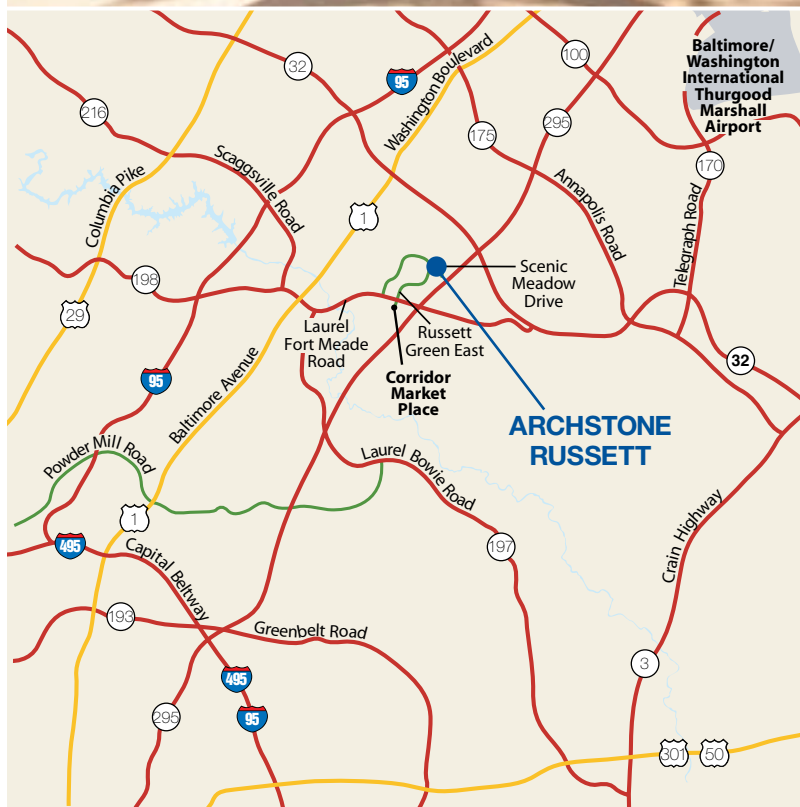 32
95
Washington Boulevard
100
Baltimore/
Washington
International
Thurgood
Marshall
Airport
216
295
175
170
Scaggsville Road
Columbia Pike
Annapolis Road
Telegraph Road
1
198
Scenic
Meadow
Drive
29
Laurel
Fort Meade
Road
Russett
Green East
32
95
Corridor
Market
Place
Baltimore Avenue
ARCHSTONE
RUSSETT
Powder Mill Road
Laurel Bowie Road
1
495
Capital Beltway
197
Crain Highway
193
Greenbelt Road
3
495
295
95
301
50